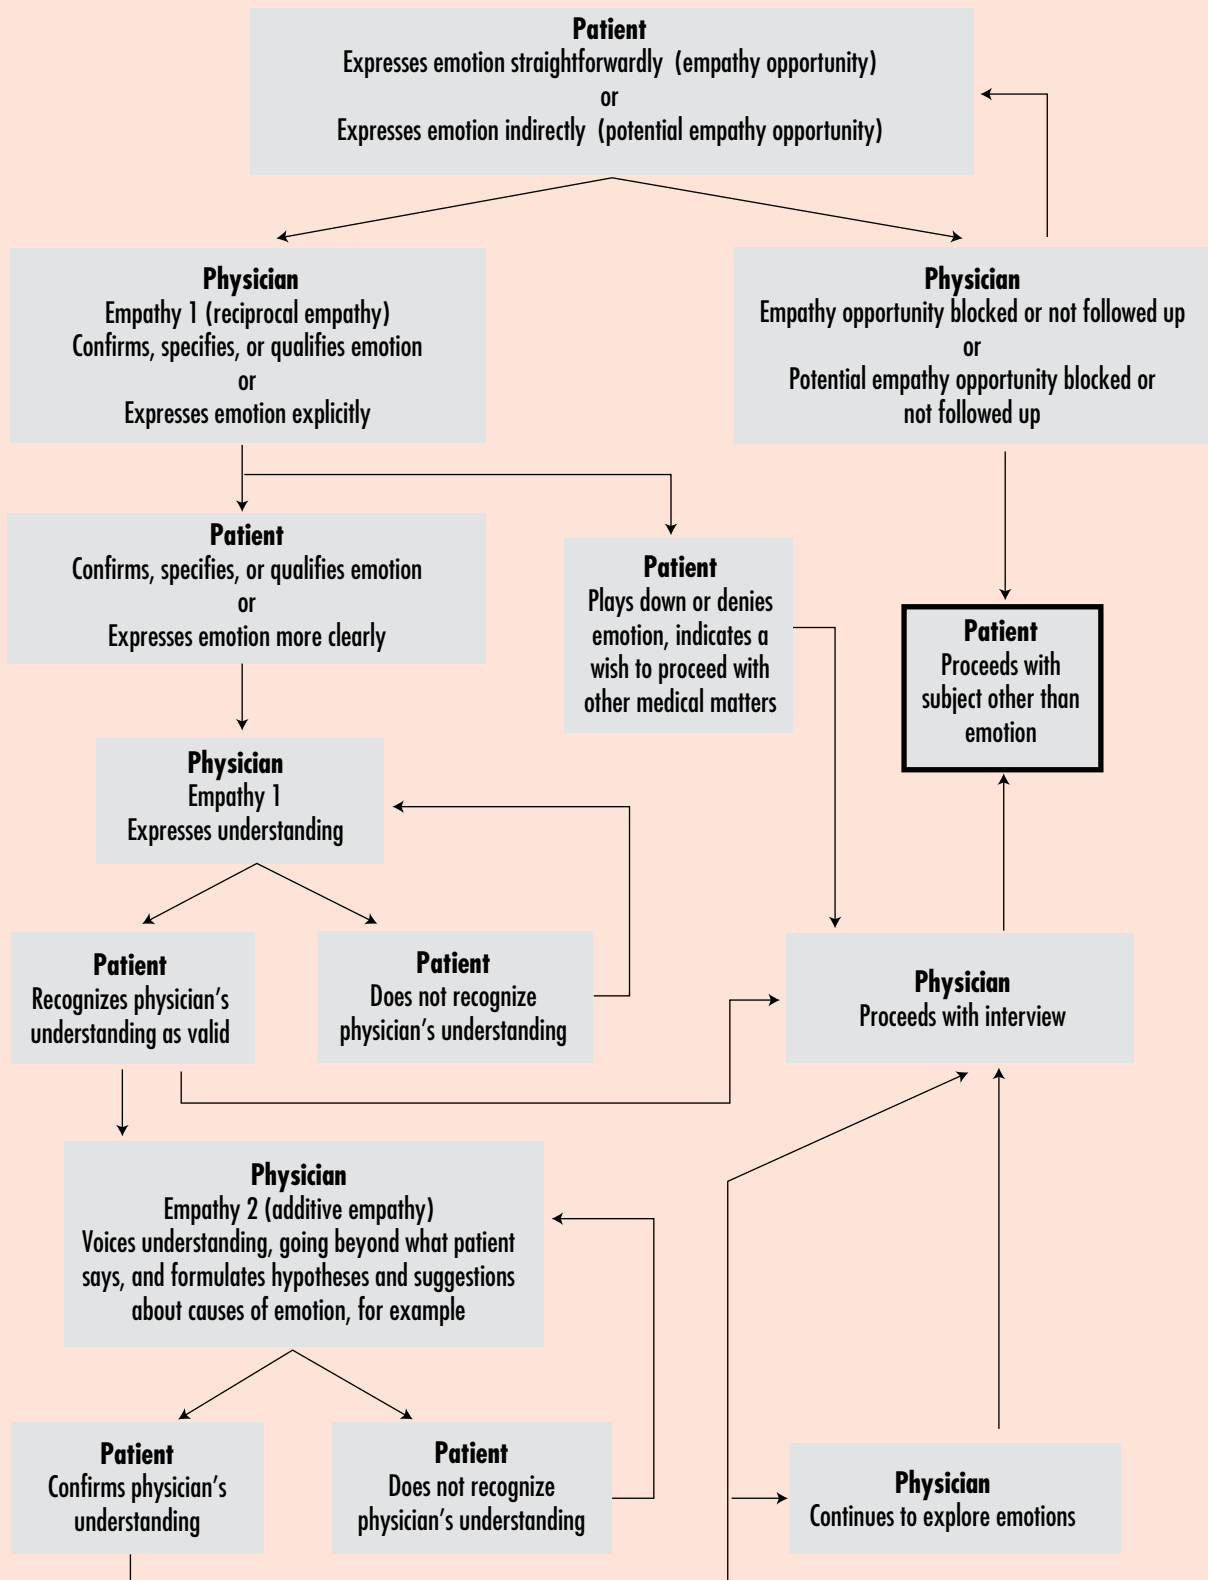 Patient
Expresses emotion straightforwardly (empathy opportunity)
or
Expresses emotion indirectly (potential empathy opportunity)
Physician
Empathy 1 (reciprocal empathy)
Confirms, specifies, or qualifies emotion
or
Expresses emotion explicitly
Physician
Empathy opportunity blocked or not followed up
or
Potential empathy opportunity blocked or
not followed up
Patient
Confirms, specifies, or qualifies emotion
or
Expresses emotion more clearly
Patient
Plays down or denies
emotion, indicates a
wish to proceed with
other medical matters
Patient
Proceeds with
subject other than
emotion
Physician
Empathy 1
Expresses understanding
Patient
Recognizes physician's
understanding as valid
Patient
Does not recognize
physician's understanding
Physician
Proceeds with interview
Physician
Empathy 2 (additive empathy)
Voices understanding, going beyond what patient
says, and formulates hypotheses and suggestions
about causes of emotion, for example
Patient
Confirms physician's
understanding
Patient
Does not recognize
physician's understanding
Physician
Continues to explore emotions